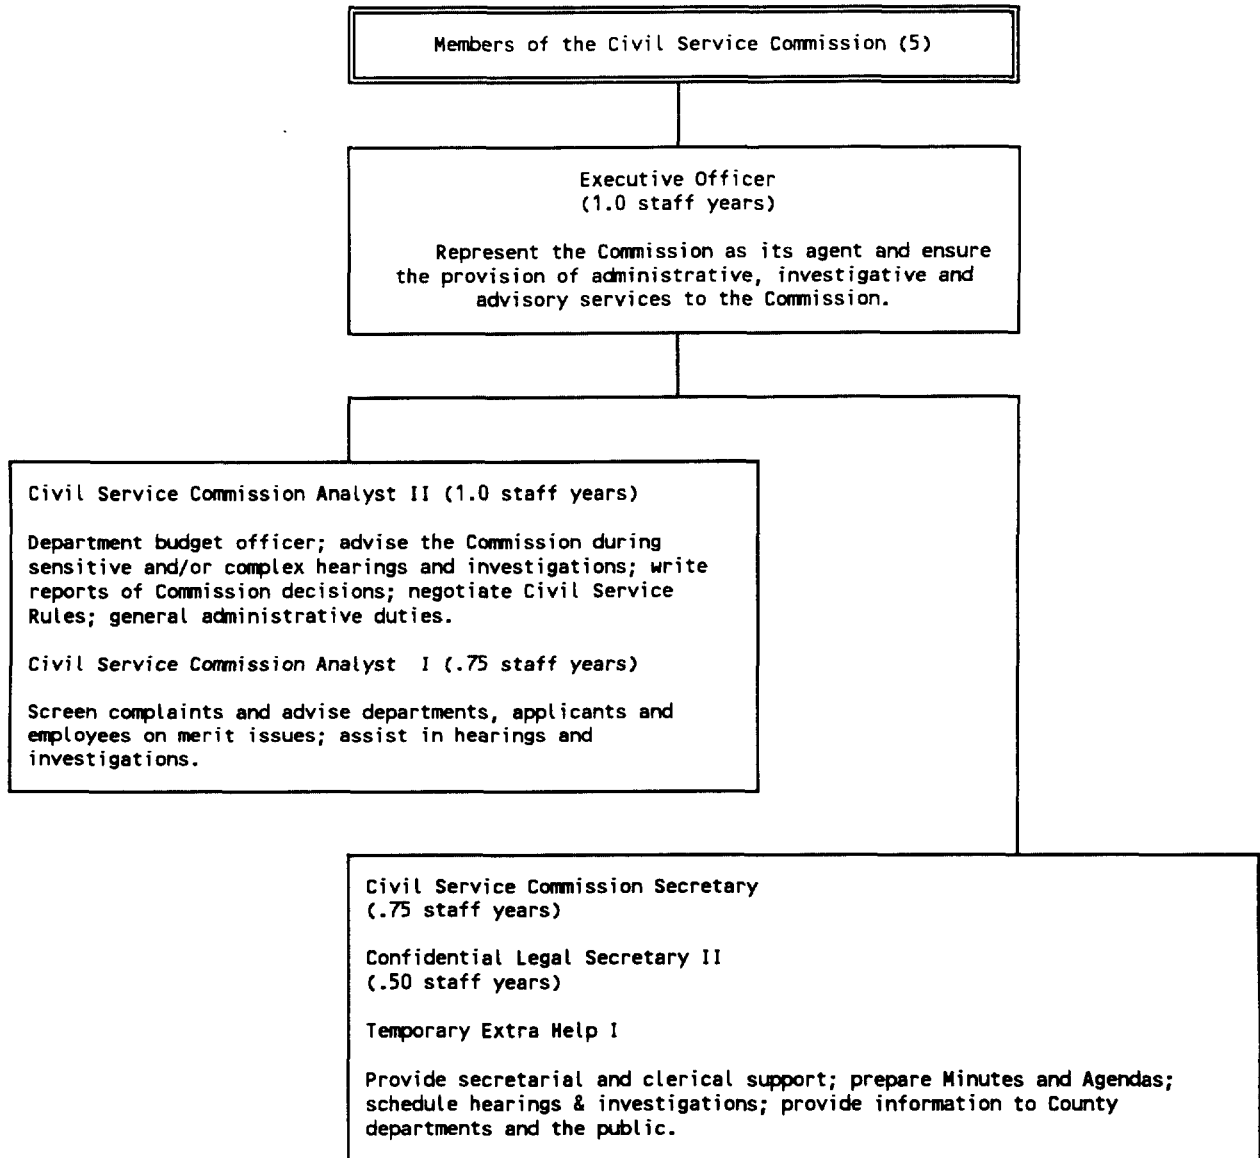 Members of the Civil Service Commission (5)
Executive Officer
(1.0 staff years)
Represent the Commission as its agent and ensure
the provision of administrative, investigative and
advisory services to the Commission.
Civil Service Commission Analyst II (1.0 staff years)
Department budget officer; advise the Commission during
sensitive and/or complex hearings and investigations; write
reports of Commission decisions; negotiate Civil Service
Rules; general administrative duties.
Civil Service Commission Analyst I (.75 staff years)
Screen complaints and advise departments, applicants and
employees on merit issues; assist in hearings and
investigations.
Civil Service Commission Secretary
(.75 staff years)
Confidential Legal Secretary II
(.50 staff years)
Temporary Extra Help I
Provide secretarial and clerical support; prepare Minutes and Agendas;
schedule hearings & investigations; provide information to County
departments and the public.